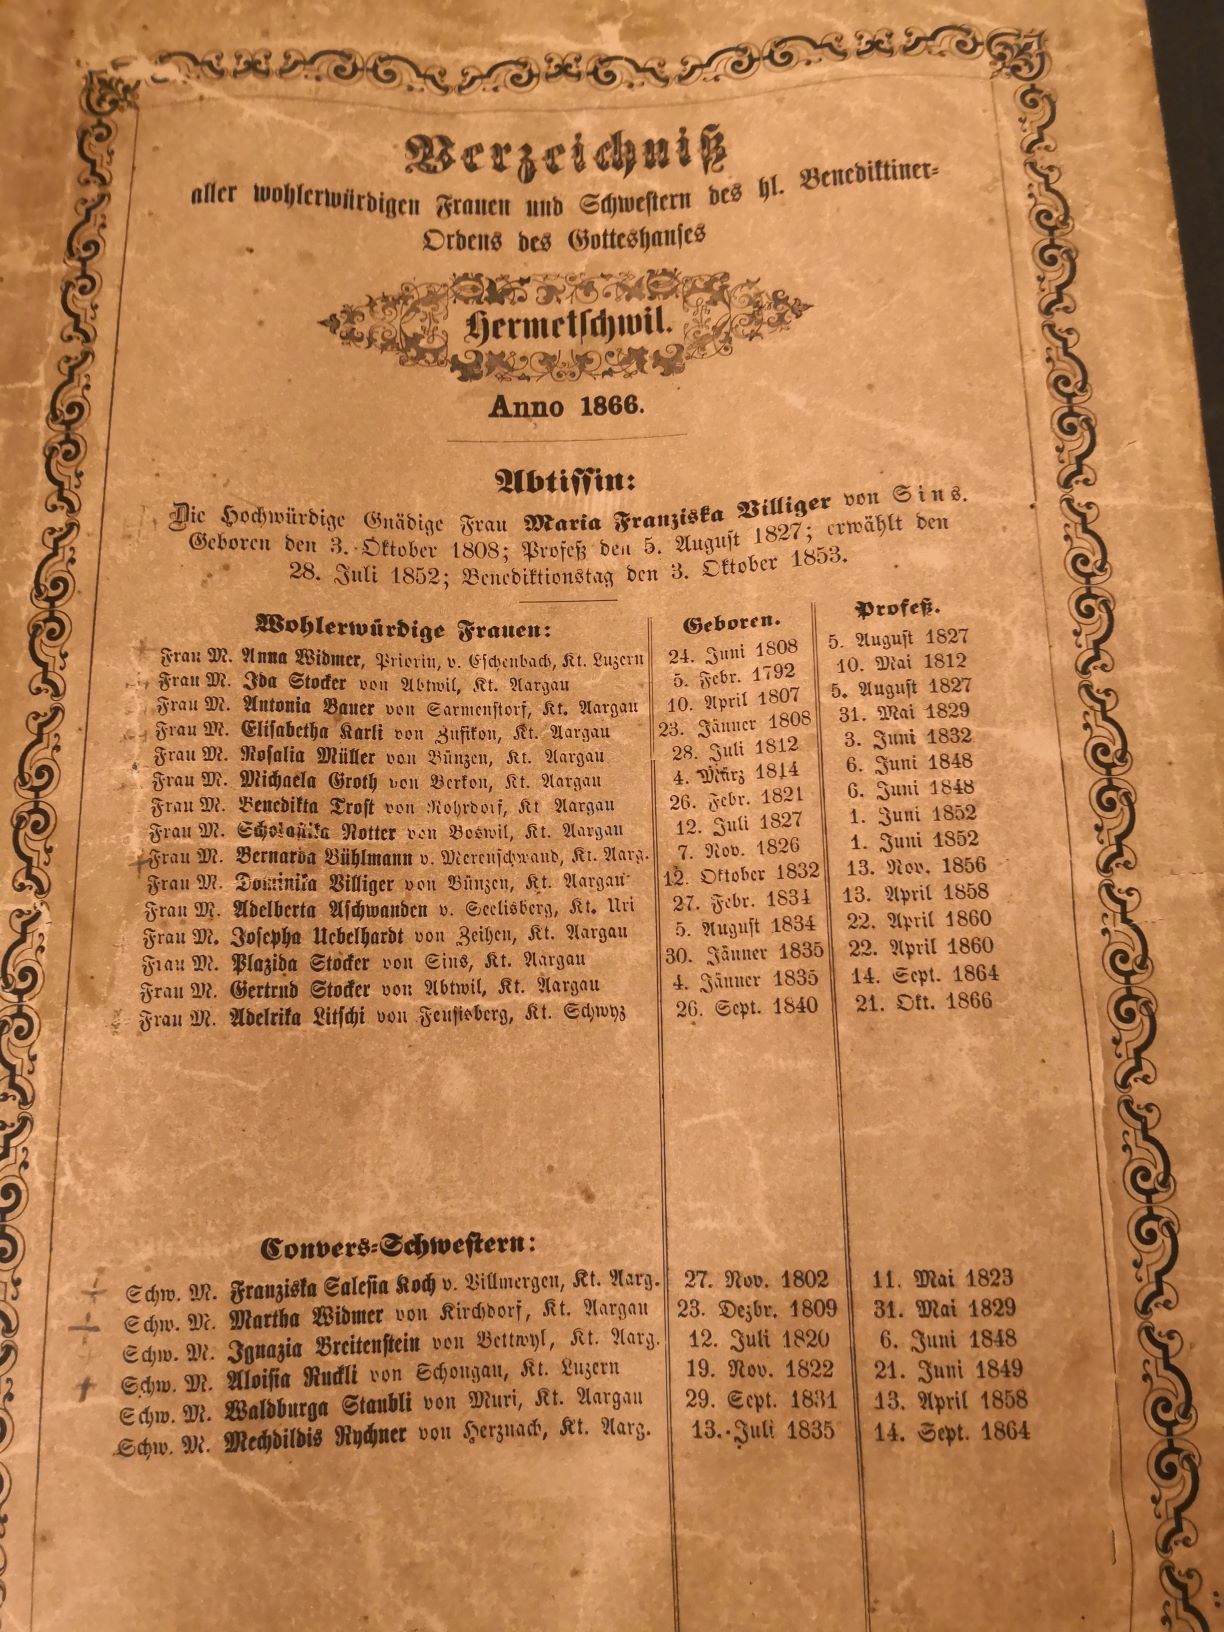 Verzeichniß
aller wohlerwürdigen Frauen und Schwestern des hl. Benediktiner-
Ordens des Gotteshauses
Hermetschwil.
Anno 1866.
Abtissin:
Die Hochwürdige Gnädige Frau Maria Franziska Villiger von Sins.
Geboren den 3. Oktober 1808; Profeß den 5. August 1827; erwählt den
28. Juli 1852; Benediktionstag den 3. Oktober 1853.
Wohlerwürdige Frauen: Geboren. Profeß.
Frau M. Anna Widmer, Priorin, v. Eschenbach, Kt. Luzern 24. Juni 1808 5. August 1827
Frau M. Ida Stocker von Abtwil, Kt. Aargau 5. Febr. 1792 10. Mai 1812
Frau M. Antonia Bauer von Sarmenstorf, Kt. Aargau 10. April 1807 5. August 1827
Frau M. Elisabetha Karli von Zufikon, Kt. Aargau 23. Jänner 1808 31. Mai 1829
Frau M. Rosalia Müller von Bünzen, Kt. Aargau 28. Juli 1812 3. Juni 1832
Frau M. Michaela Groth von Berkon, Kt. Aargau 4. März 1814 6. Juni 1848
Frau M. Benedikta Trost von Rohrdorf, Kt Aargau 26. Febr. 1821 6. Juni 1848
Frau M. Scholastika Notter von Boswil, Kt. Aargau 12. Juli 1827 1. Juni 1852
Frau M. Bernarda Bühlmann v. Merenschwand, Kt. Aarg. 7. Nov. 1826 1. Juni 1852
Frau M. Dominika Villiger von Bünzen, Kt. Aargau 12. Oktober 1832 13. Nov. 1856
Frau M. Adelberta Aschwanden v. Seelisberg, Kt. Uri 27. Febr. 1834 13. April 1858
Frau M. Josepha Uebelhardt von Zeihen, Kt. Aargau 5. August 1834 22. April 1860
Frau M. Plazida Stocker von Sins, Kt. Aargau 30. Jänner 1835 22. April 1860
Frau M. Gertrud Stocker von Abtwil, Kt. Aargau 4. Jänner 1835 14. Sept. 1864
Frau M. Adelrika Litschi von Feusisberg, Kt. Schwyz 26. Sept. 1840 21. Okt. 1866
Convers-Schwestern:
Schw. M. Franziska Salesia Koch v. Villmergen, Kt. Aarg. 27. Nov. 1802 11. Mai 1823
Schw. M. Martha Widmer von Kirchdorf, Kt. Aargau 23. Dezbr. 1809 31. Mai 1829
Schw. M. Ignazia Breitenstein von Bettwyl, Kt. Aarg. 12. Juli 1820 6. Juni 1848
Schw. M. Aloisia Ruckli von Schongau, Kt. Luzern 19. Nov. 1822 21. Juni 1849
Schw. M. Waldburga Staubli von Muri, Kt. Aargau 29. Sept. 1831 13. April 1858
Schw. M. Mechdildis Rychner von Herznach, Kt. Aarg. 13. Juli 1835 14. Sept. 1864